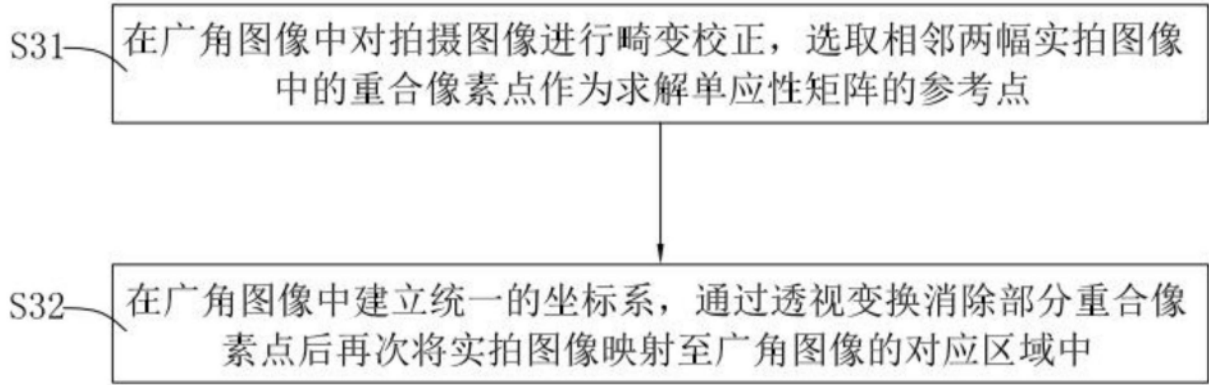 S31
在广角图像中对拍摄图像进行畸变校正，选取相邻两幅实拍图像
中的重合像素点作为求解单应性矩阵的参考点
S32
在广角图像中建立统一的坐标系，通过透视变换消除部分重合像
素点后再次将实拍图像映射至广角图像的对应区域中